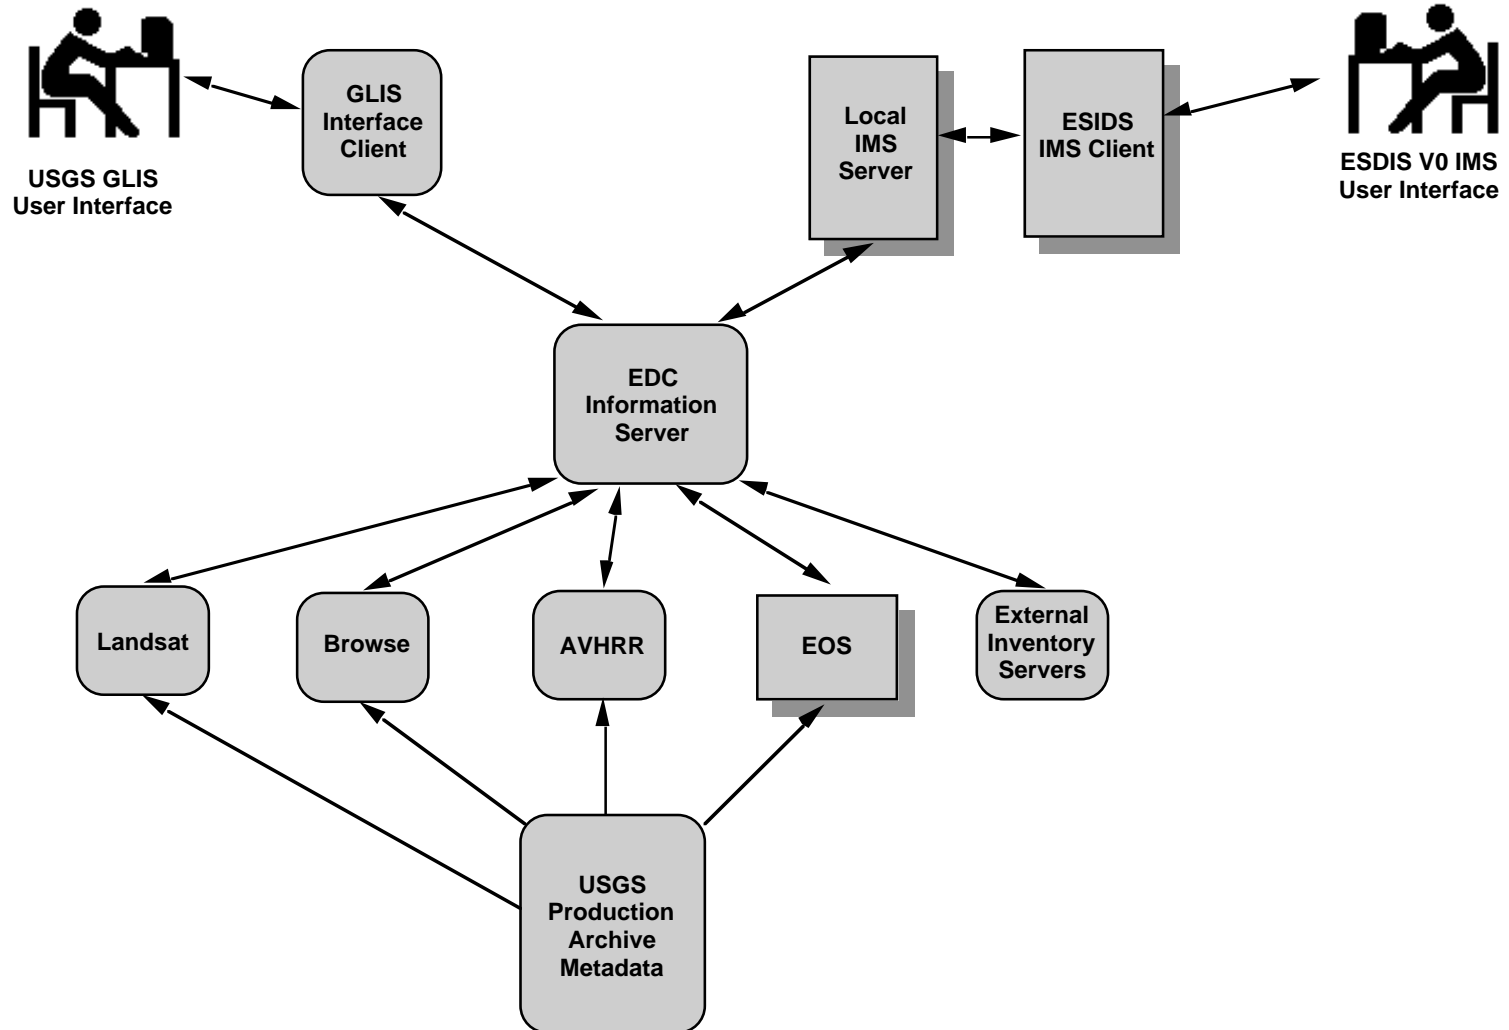 USGS GLIS
User Interface
GLIS
Interface
Client
Local
IMS
Server
ESIDS
IMS Client
ESDIS V0 IMS
User Interface
EDC
Information
Server
Landsat
Browse
AVHRR
EOS
External
Inventory
Servers
USGS
Production
Archive
Metadata